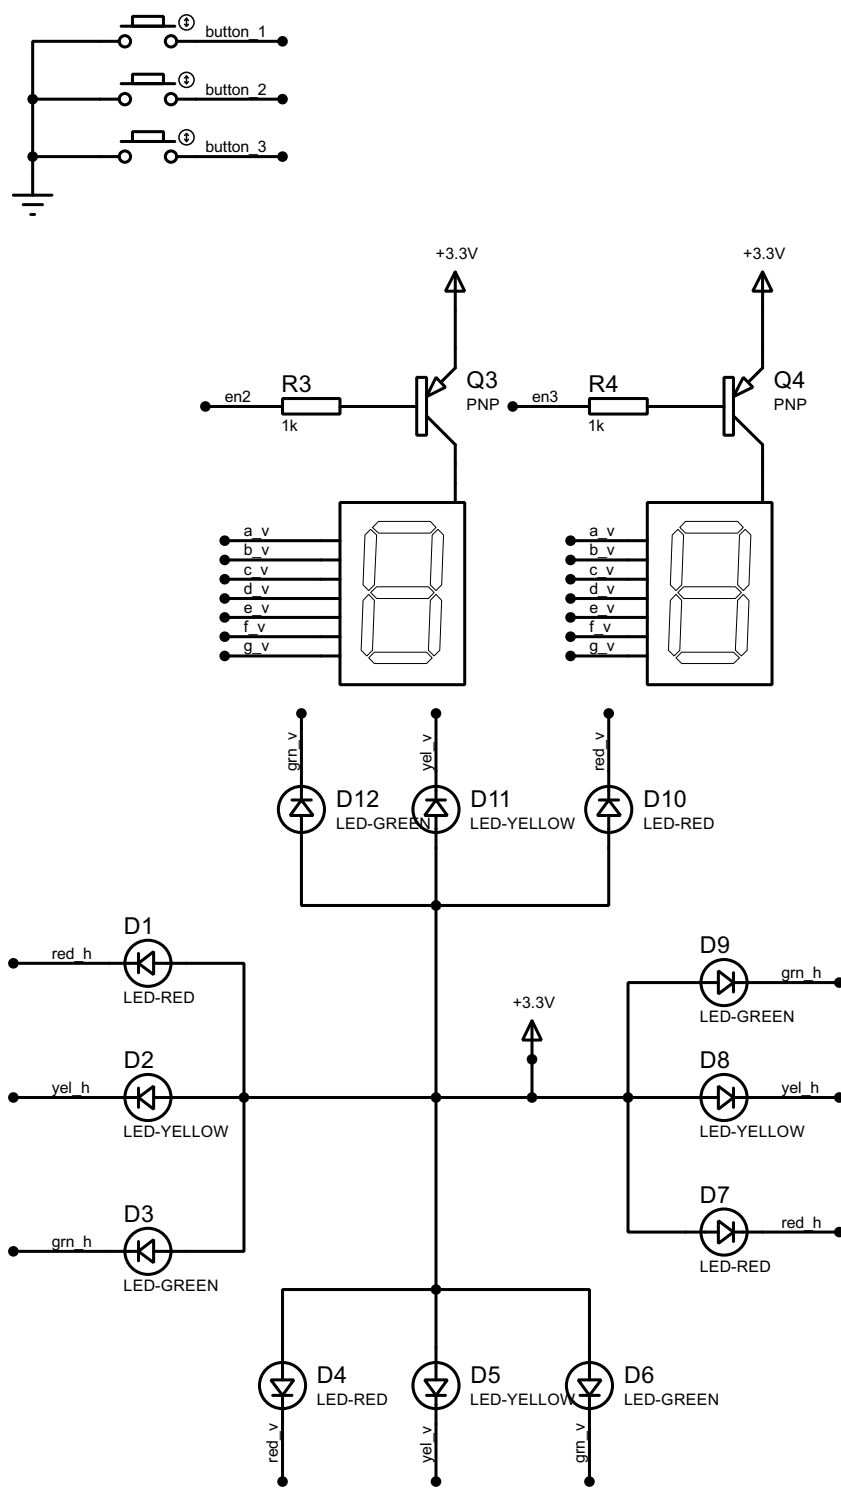 button_1
button_2
button_3
+3.3V
+3.3V
R3
Q3
R4
Q4
en2
PNP
en3
PNP
1k
1k
a_v
a_v
b_v
b_v
c_v
c_v
d_v
d_v
e_v
e_v
f_v
f_v
g_v
g_v
grn_v
yel_v
red_v
D12
D11
D10
LED-GREEN
LED-YELLOW
LED-RED
D1
red_h
LED-RED
D9
grn_h
LED-GREEN
+3.3V
D2
yel_h
LED-YELLOW
D8
yel_h
LED-YELLOW
D3
grn_h
LED-GREEN
D7
red_h
LED-RED
D4
D5
D6
LED-RED
LED-YELLOW
LED-GREEN
red_v
yel_v
grn_v